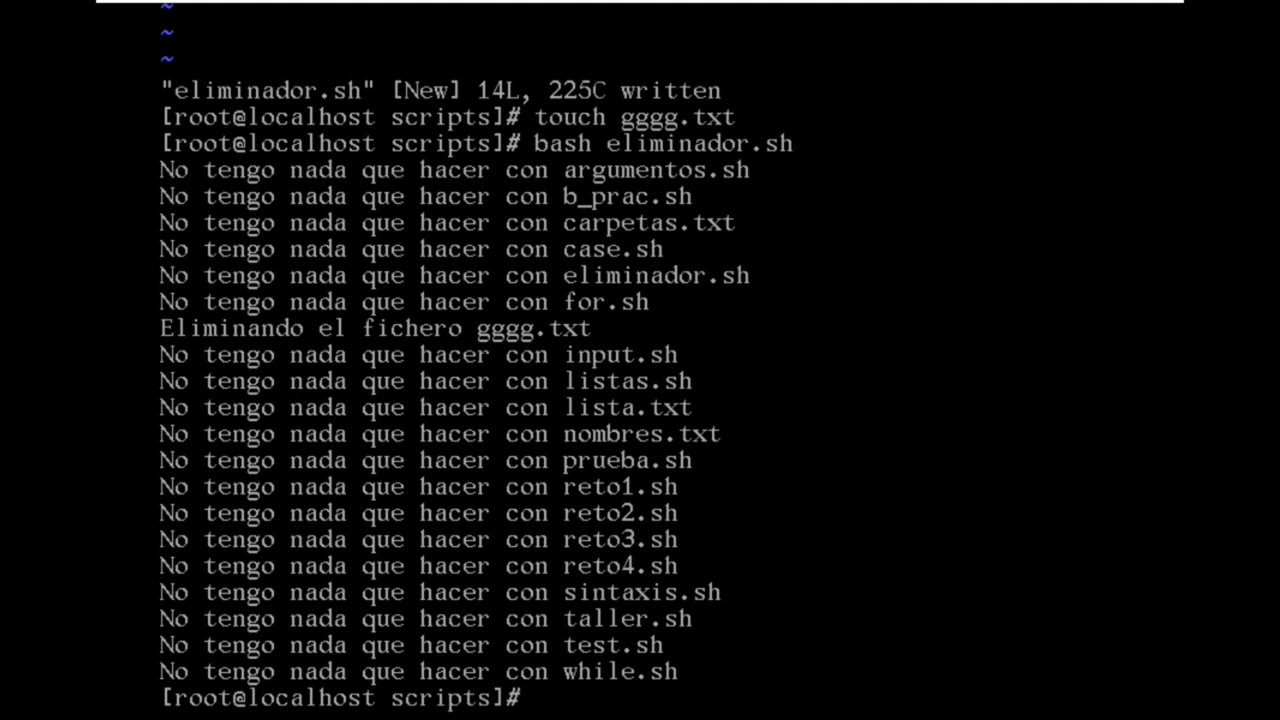 ~
~
~
"eliminador.sh" [New] 14L, 225C written
[root@localhost scripts]# touch gggg.txt
[root@localhost scripts]# bash eliminador.sh
No tengo nada que hacer con argumentos.sh
No tengo nada que hacer con b_prac.sh
No tengo nada que hacer con carpetas.txt
No tengo nada que hacer con case.sh
No tengo nada que hacer con eliminador.sh
No tengo nada que hacer con for.sh
Eliminando el fichero gggg.txt
No tengo nada que hacer con input.sh
No tengo nada que hacer con listas.sh
No tengo nada que hacer con lista.txt
No tengo nada que hacer con nombres.txt
No tengo nada que hacer con prueba.sh
No tengo nada que hacer con reto1.sh
No tengo nada que hacer con reto2.sh
No tengo nada que hacer con reto3.sh
No tengo nada que hacer con reto4.sh
No tengo nada que hacer con sintaxis.sh
No tengo nada que hacer con taller.sh
No tengo nada que hacer con test.sh
No tengo nada que hacer con while.sh
[root@localhost scripts]#